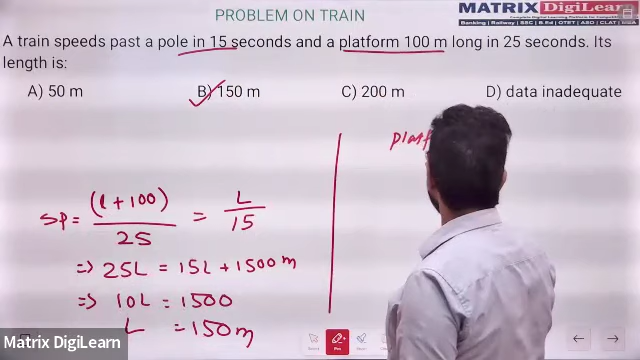 PROBLEM ON TRAIN
MATRIX DigiLearn
A train speeds past a pole in 15 seconds and a platform 100 m long in 25 seconds. Its
length is:
A) 50 m
B) 150 m
C) 200 m
D) data inadequate
Platf
SP = (l + 100) / 25 = L / 15
⇒ 25L = 15L + 1500 m
⇒ 10L = 1500
L = 150 m
Matrix DigiLearn